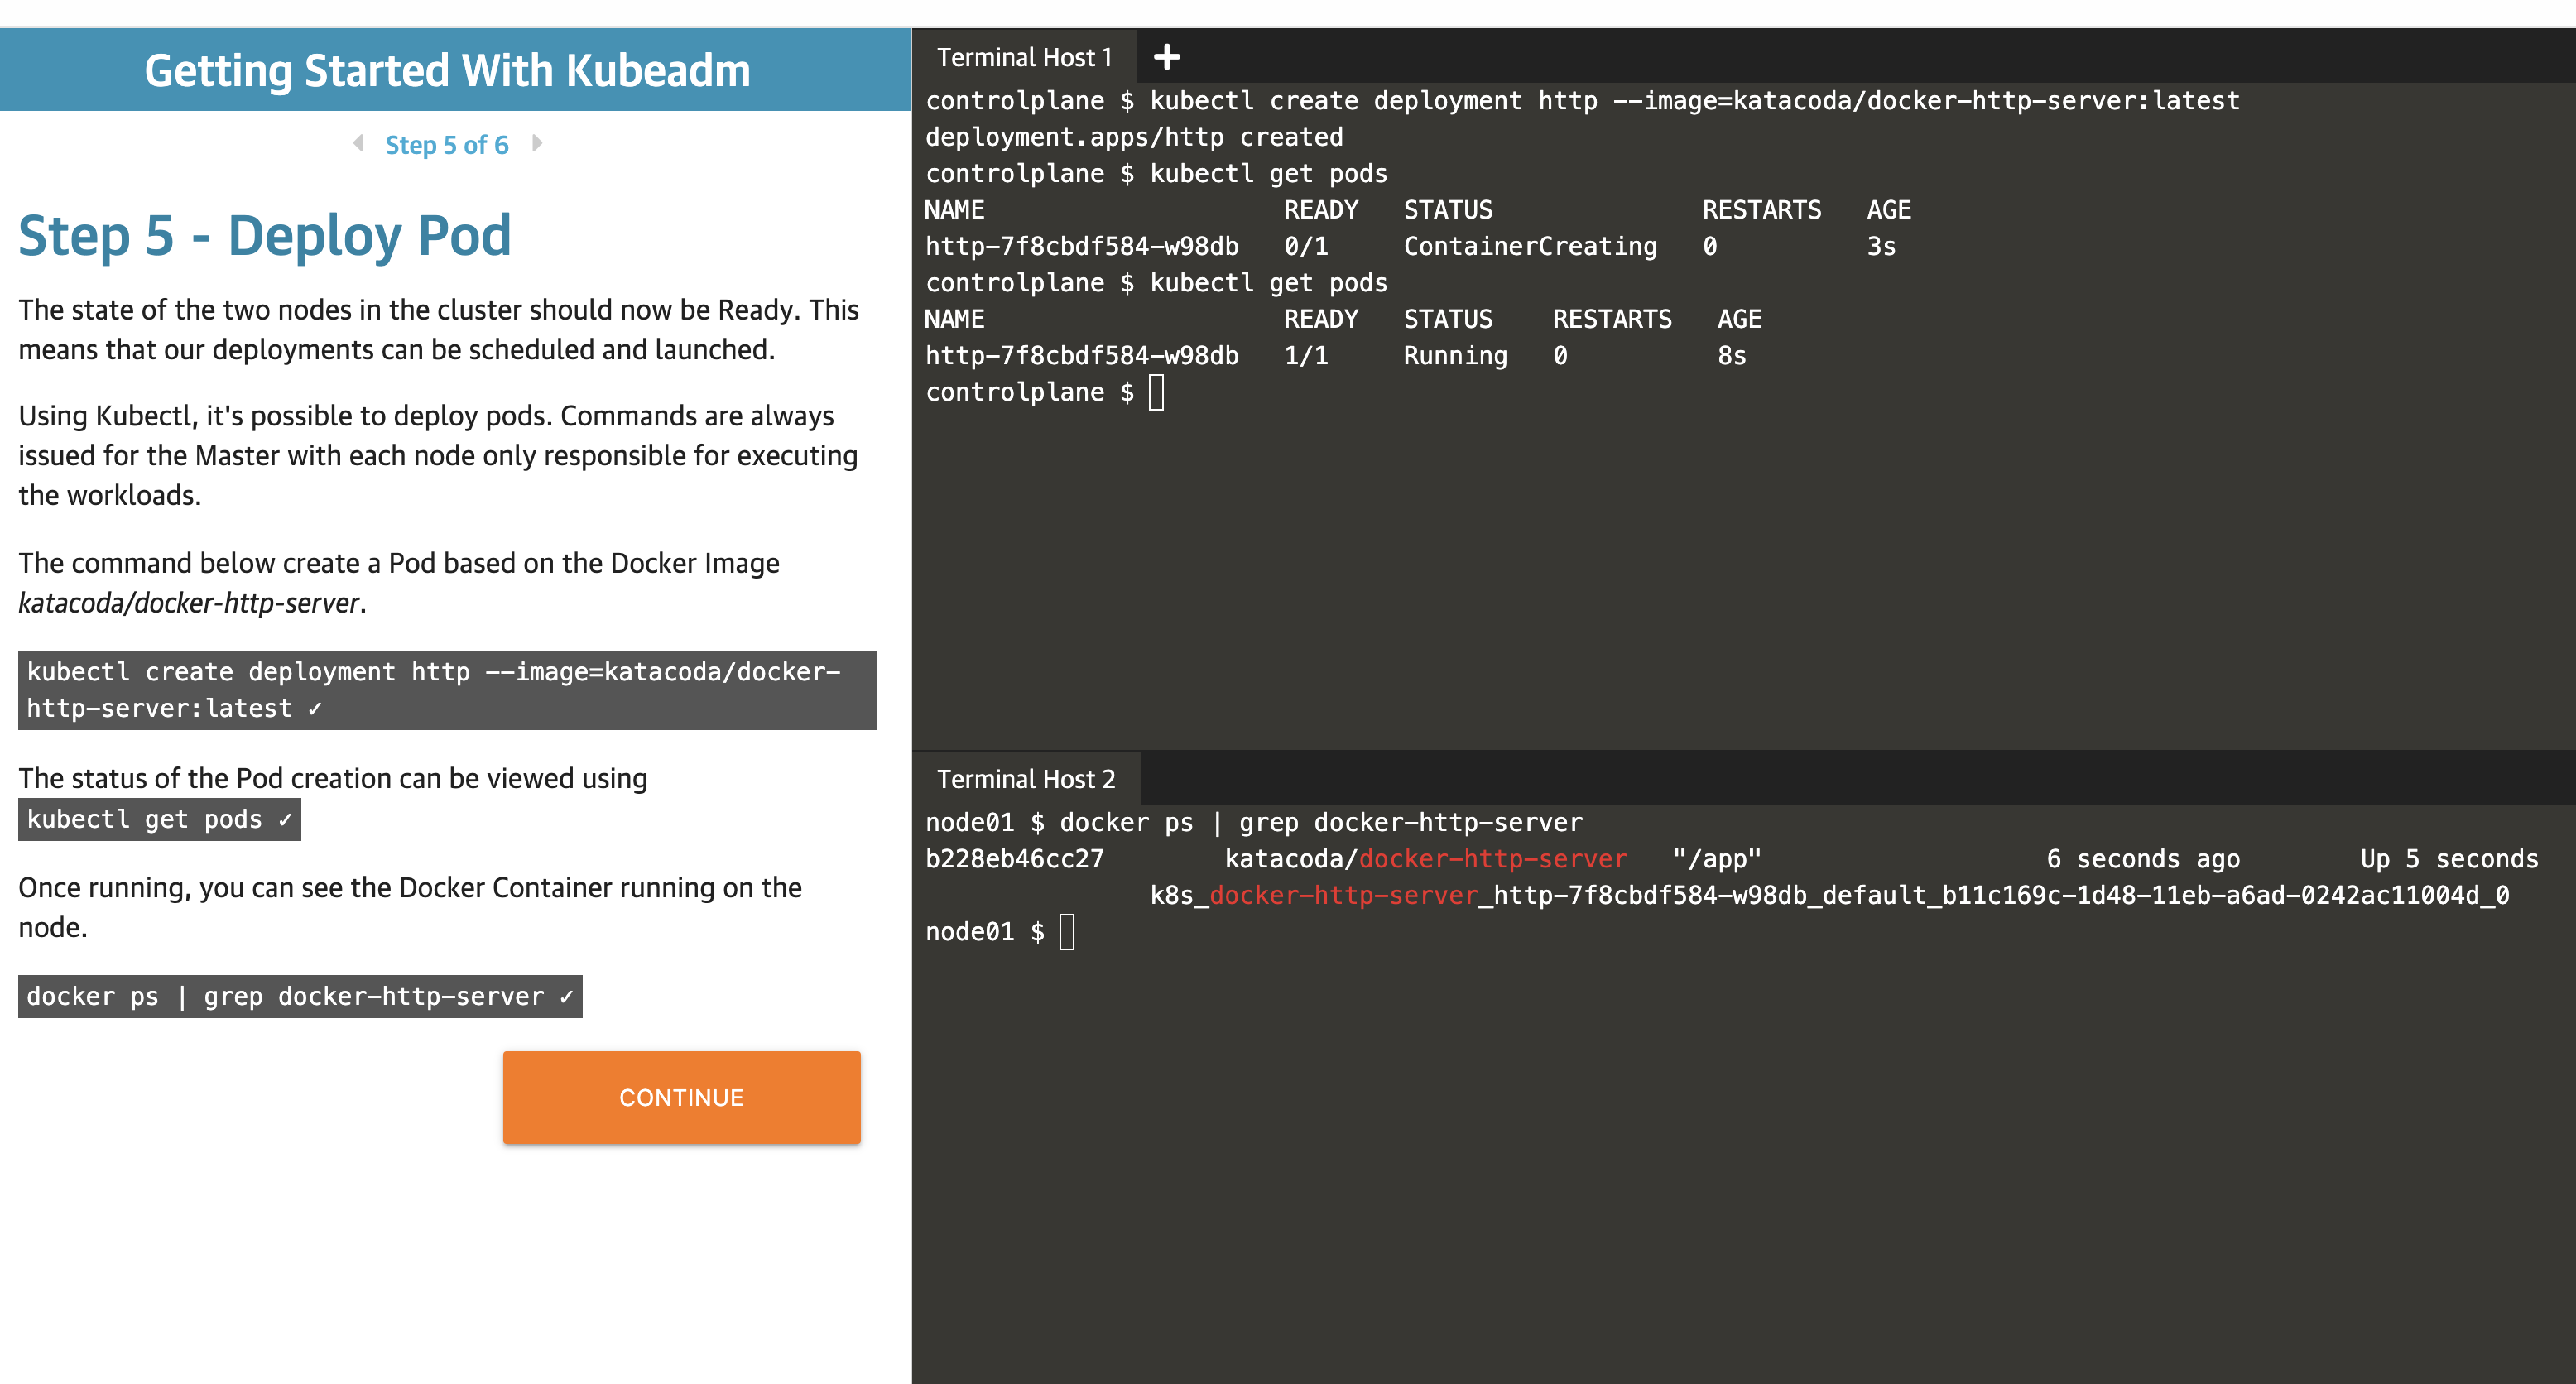 Getting Started With Kubeadm
Step 5 of 6
Step 5 - Deploy Pod
The state of the two nodes in the cluster should now be Ready. This
means that our deployments can be scheduled and launched.
Using Kubectl, it's possible to deploy pods. Commands are always
issued for the Master with each node only responsible for executing
the workloads.
The command below create a Pod based on the Docker Image
katacoda/docker-http-server.
kubectl create deployment http --image=katacoda/docker-
http-server:latest ✓
The status of the Pod creation can be viewed using
kubectl get pods ✓
Once running, you can see the Docker Container running on the
node.
docker ps | grep docker-http-server ✓
CONTINUE
Terminal Host 1 +
controlplane $ kubectl create deployment http --image=katacoda/docker-http-server:latest
deployment.apps/http created
controlplane $ kubectl get pods
NAME                    READY   STATUS              RESTARTS   AGE
http-7f8cbdf584-w98db   0/1     ContainerCreating   0          3s
controlplane $ kubectl get pods
NAME                    READY   STATUS    RESTARTS   AGE
http-7f8cbdf584-w98db   1/1     Running   0          8s
controlplane $
Terminal Host 2
node01 $ docker ps | grep docker-http-server
b228eb46cc27        katacoda/docker-http-server   "/app"                   6 seconds ago        Up 5 seconds
k8s_docker-http-server_http-7f8cbdf584-w98db_default_b11c169c-1d48-11eb-a6ad-0242ac11004d_0
node01 $